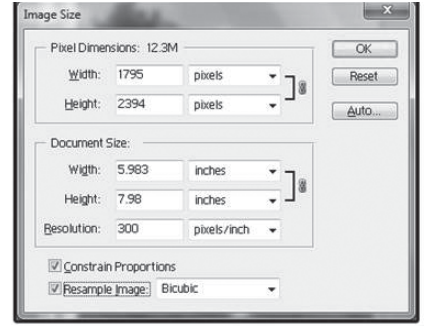 Image Size
Pixel Dimensions: 12.3M
Width: 1795 pixels
Height: 2394 pixels
Document Size:
Width: 5.983 inches
Height: 7.98 inches
Resolution: 300 pixels/inch
Constrain Proportions
Resample Image: Bicubic
OK
Reset
Auto...